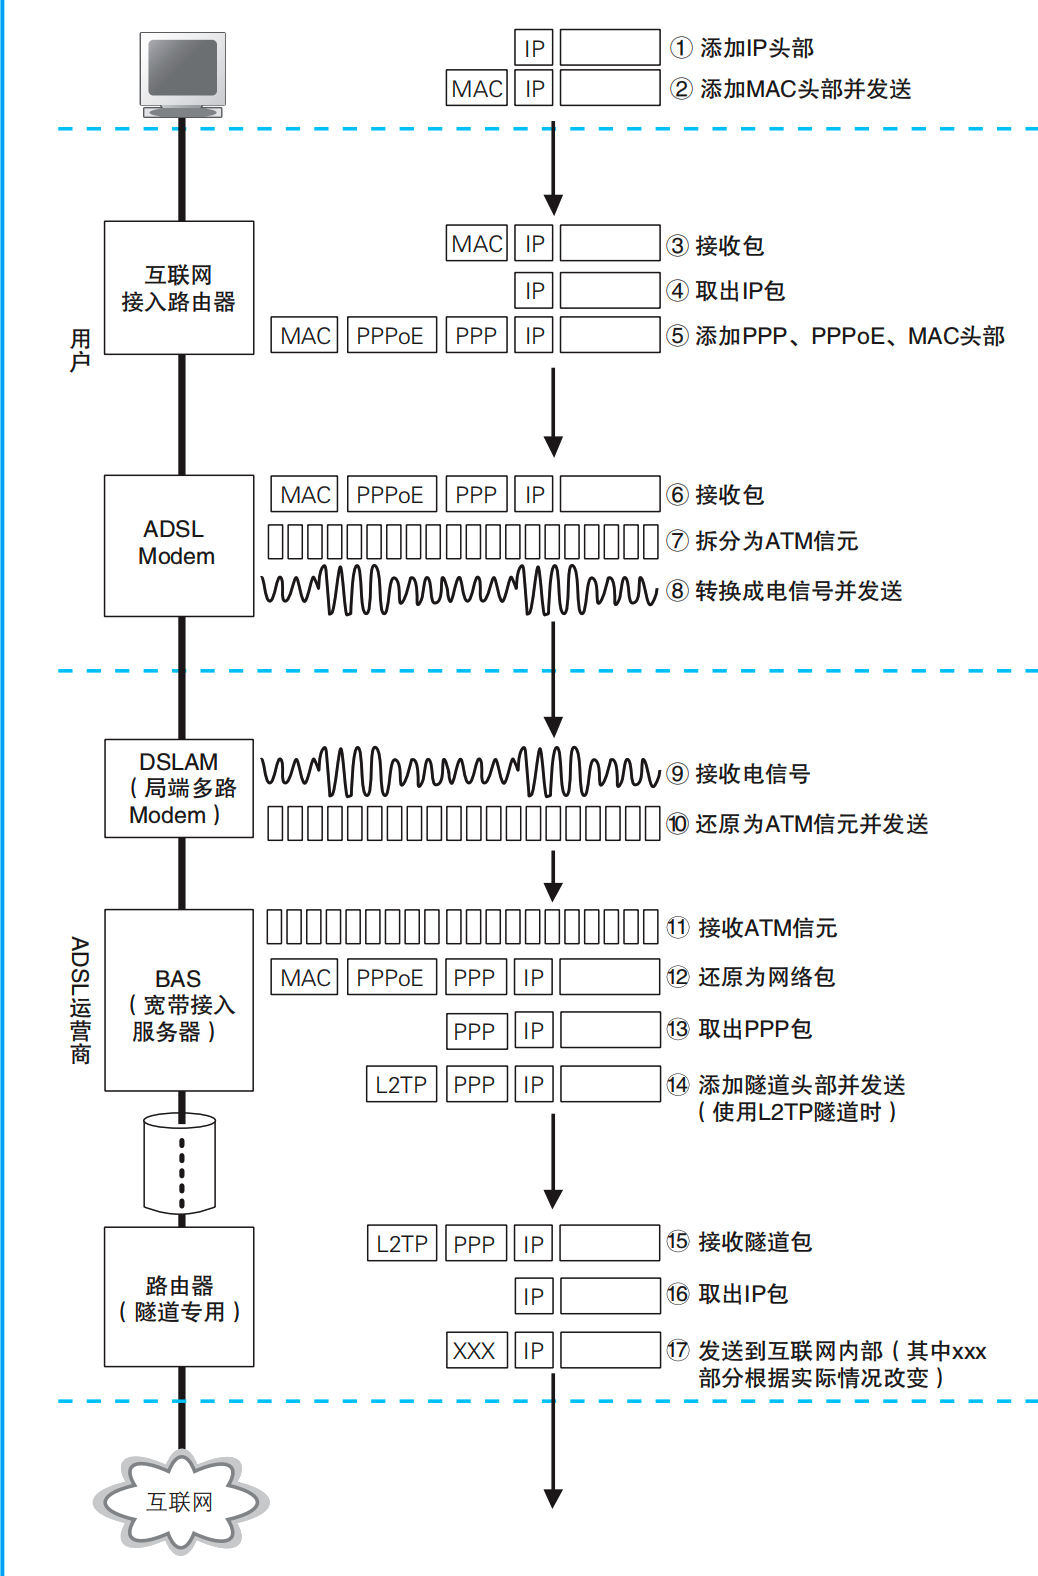 IP ① 添加IP头部
MAC IP ② 添加MAC头部并发送
用户
互联网
接入路由器
MAC IP ③ 接收包
IP ④ 取出IP包
MAC PPPoE PPP IP ⑤ 添加PPP、PPPoE、MAC头部
ADSL
Modem
MAC PPPoE PPP IP ⑥ 接收包
⑦ 拆分为ATM信元
⑧ 转换成电信号并发送
ADSL运营商
DSLAM
（局端多路
Modem）
⑨ 接收电信号
⑩ 还原为ATM信元并发送
BAS
（宽带接入
服务器）
⑪ 接收ATM信元
MAC PPPoE PPP IP ⑫ 还原为网络包
PPP IP ⑬ 取出PPP包
L2TP PPP IP ⑭ 添加隧道头部并发送
（使用L2TP隧道时）
路由器
（隧道专用）
L2TP PPP IP ⑮ 接收隧道包
IP ⑯ 取出IP包
XXX IP ⑰ 发送到互联网内部（其中xxx
部分根据实际情况改变）
互联网